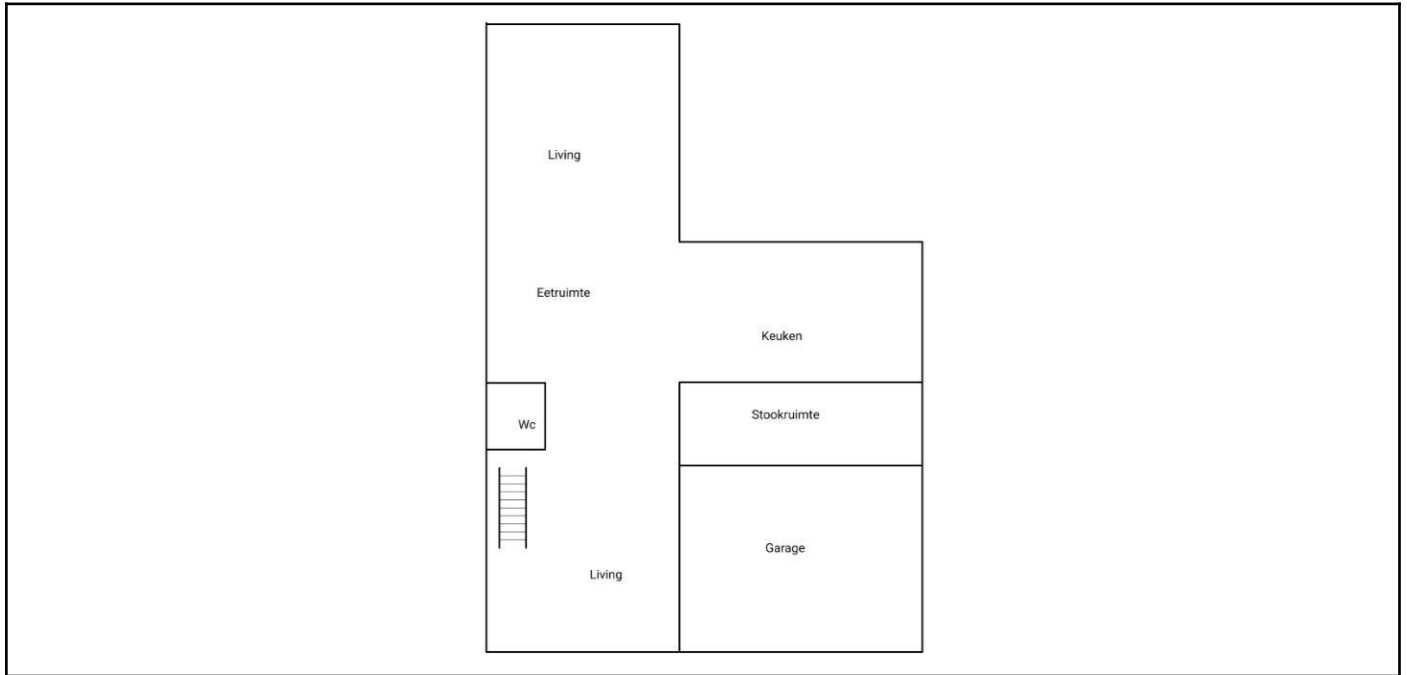 Living
Eetruimte
Keuken
Stookruimte
Wc
Garage
Living